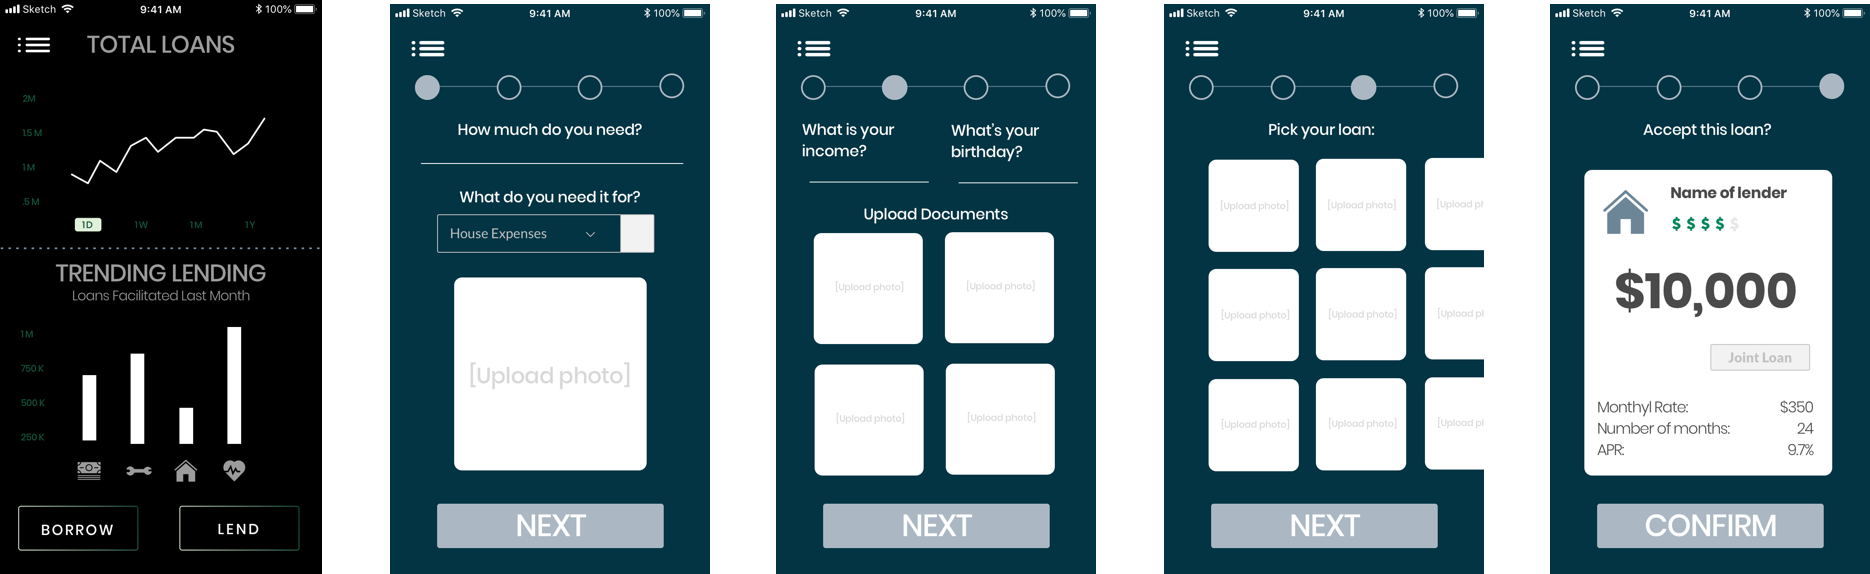 Sketch 9:41 AM 100%
TOTAL LOANS
2M
1.5 M
1 M
.5 M
1D 1W 1M 1Y
TRENDING LENDING
Loans Facilitated Last Month
1 M
750 K
500 K
250 K
BORROW LEND
Sketch 9:41 AM 100%
How much do you need?
What do you need it for?
House Expenses
[Upload photo]
NEXT
Sketch 9:41 AM 100%
What is your
income?
What's your
birthday?
Upload Documents
[Upload photo] [Upload photo]
[Upload photo] [Upload photo]
NEXT
Sketch 9:41 AM 100%
Pick your loan:
[Upload photo] [Upload photo] [Upload ph
[Upload photo] [Upload photo] [Upload ph
[Upload photo] [Upload photo] [Upload ph
NEXT
Sketch 9:41 AM 100%
Accept this loan?
Name of lender
$ $ $ $ $
$10,000
Joint Loan
Monthyl Rate: $350
Number of months: 24
APR: 9.7%
CONFIRM